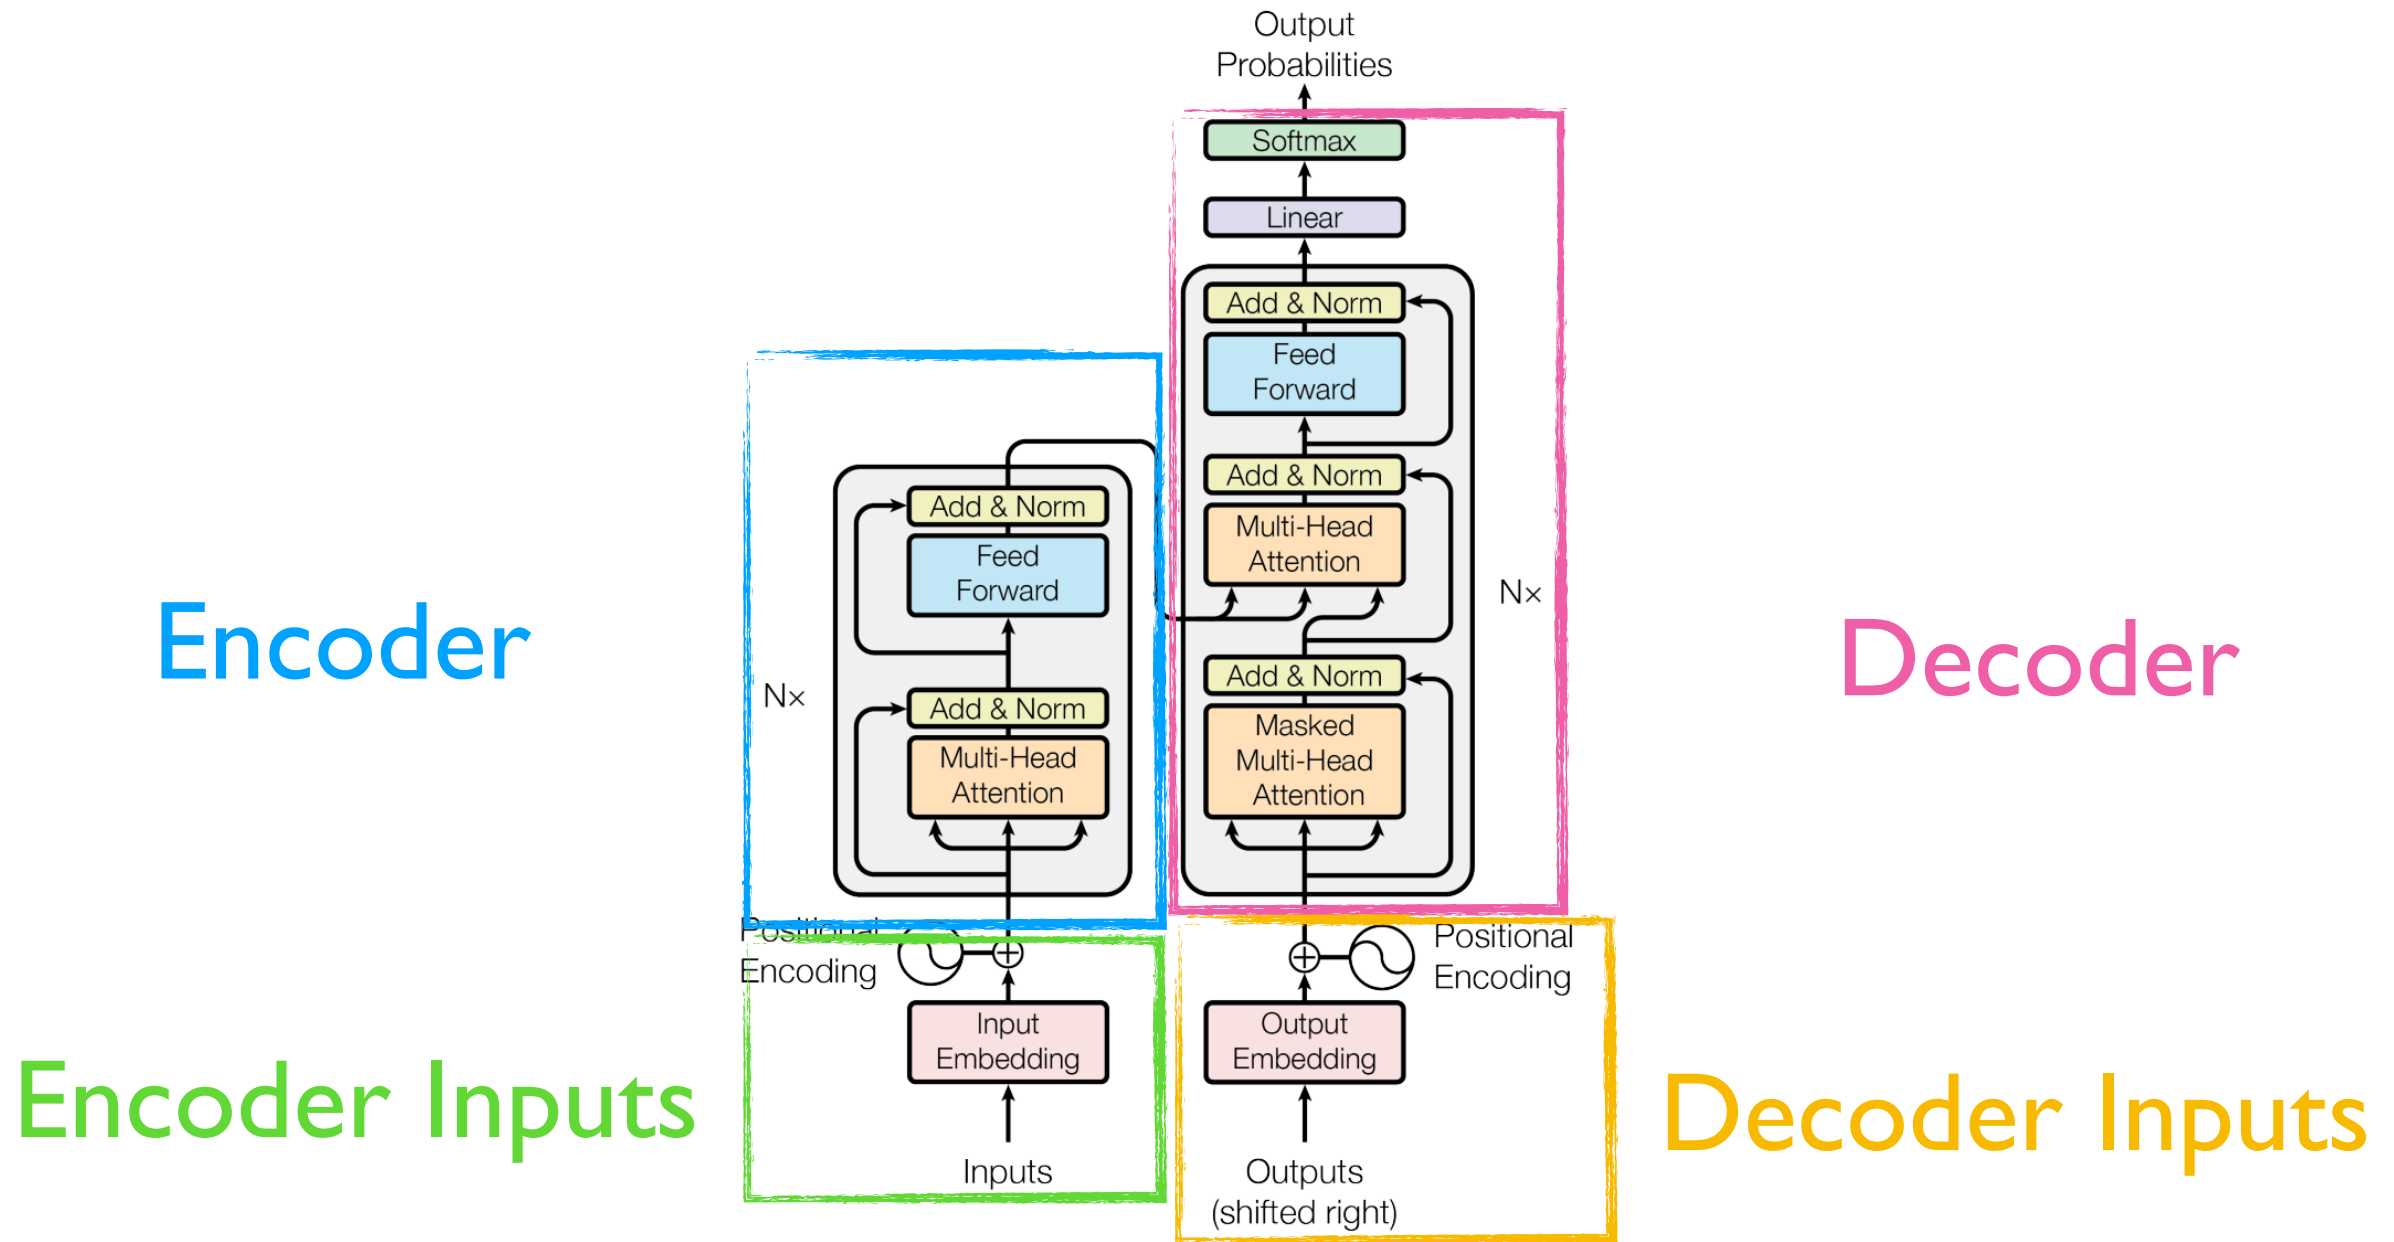 Output
Probabilities
Softmax
Linear
Add & Norm
Feed
Forward
Add & Norm
Multi-Head
Attention
Nx
Add & Norm
Masked
Multi-Head
Attention
Add & Norm
Feed
Forward
Nx
Add & Norm
Multi-Head
Attention
Encoder
Decoder
Positional
Encoding
Input
Embedding
Inputs
Positional
Encoding
Output
Embedding
Outputs
(shifted right)
Encoder Inputs
Decoder Inputs